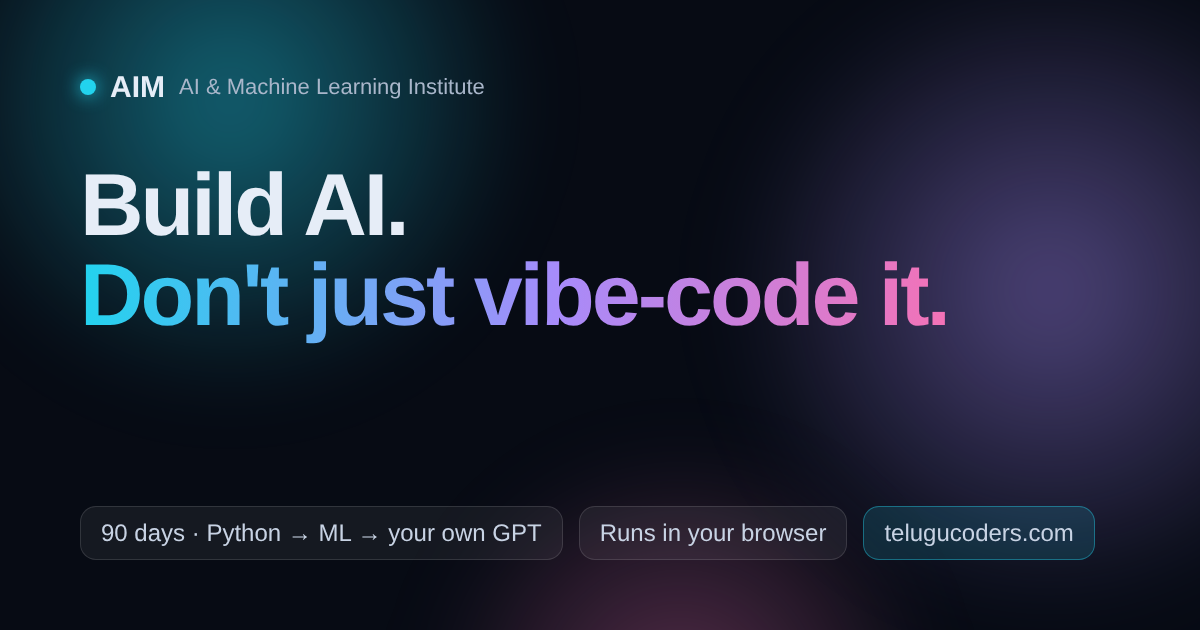 AIM AI & Machine Learning Institute
Build AI.
Don't just vibe-code it.
90 days · Python → ML → your own GPT
Runs in your browser
telugucoders.com